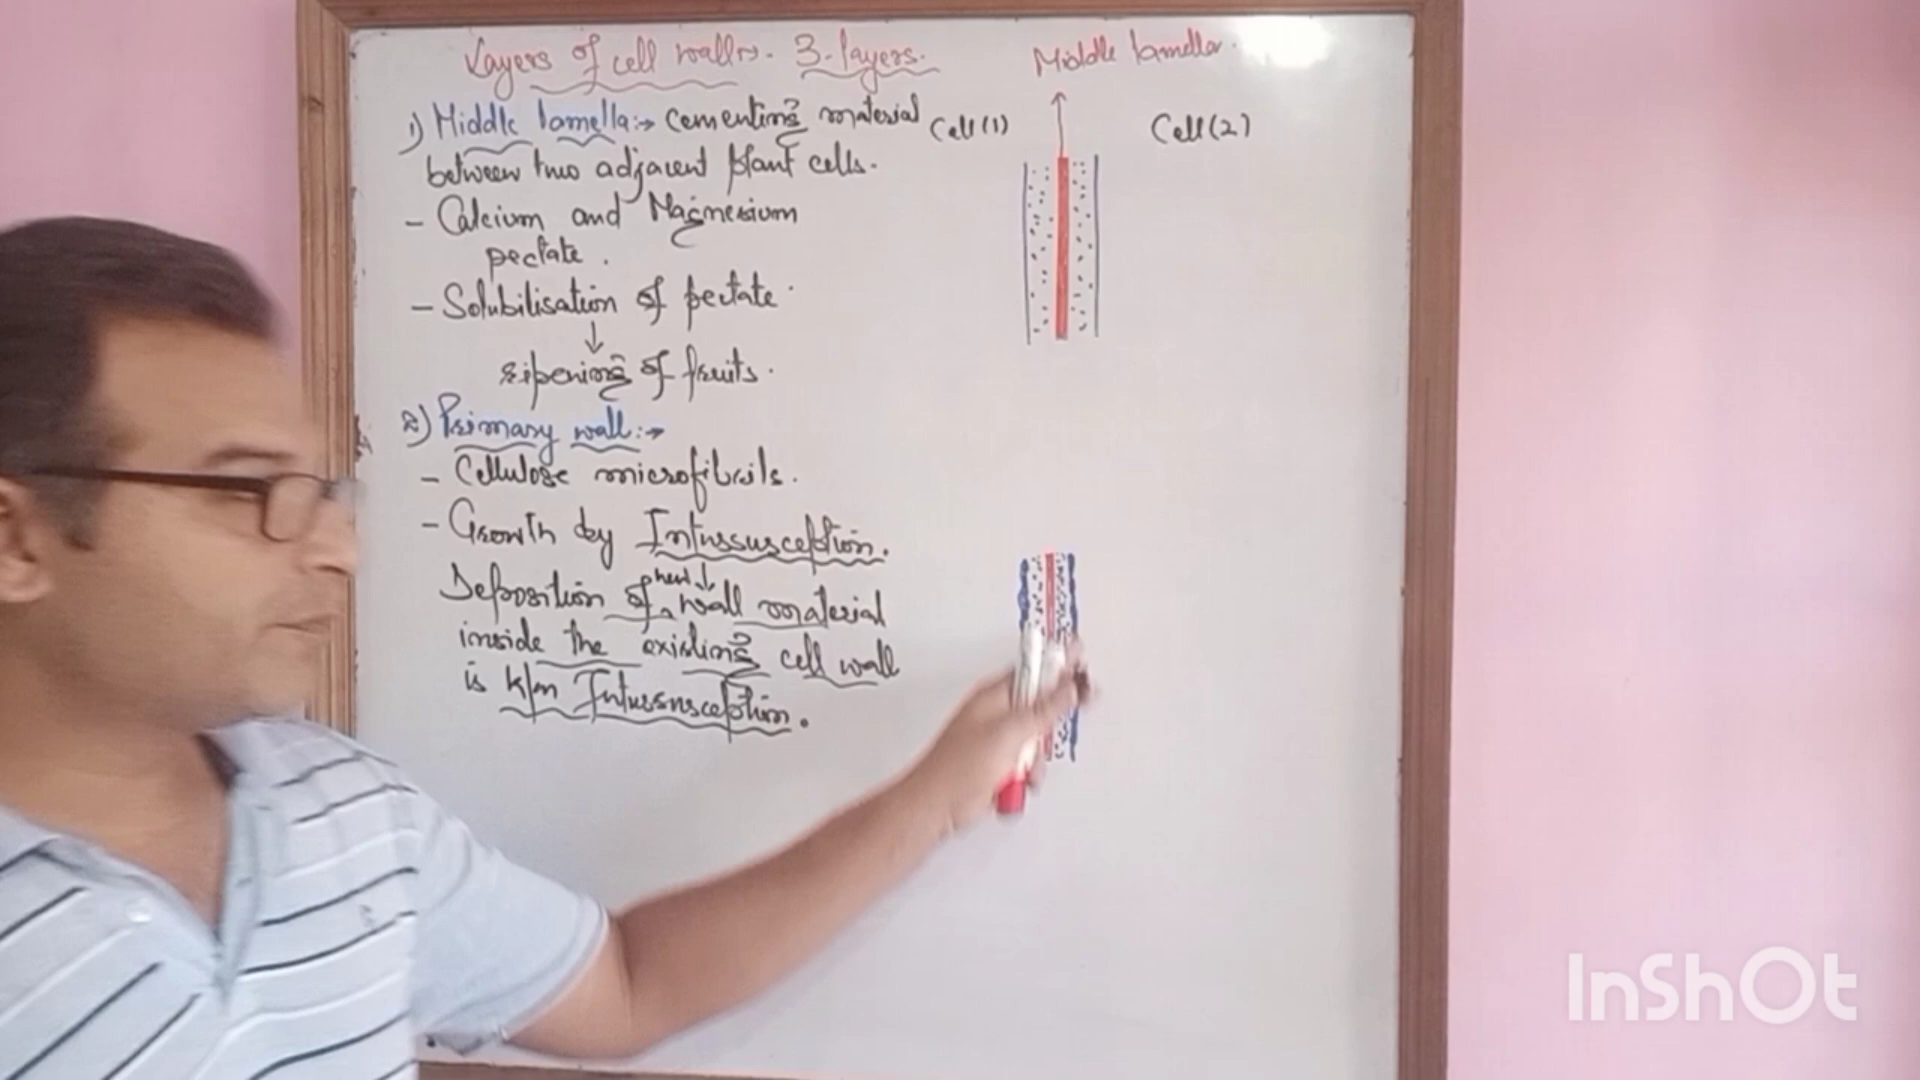 Layers of cell walls. 3-layers.
Middle lamella.
1) Middle lamella:→ cementing material
between two adjacent plant cells.
Cell(1)
Cell(2)
- Calcium and Magnesium
pectate.
- Solubilisation of pectate.
↓
ripening of fruits.
2) Primary wall:→
- Cellulose microfibrils.
- Growth by Intussusception.
Deposition of new wall material
inside the existing cell wall
is k/n Intussusception.
InShOt